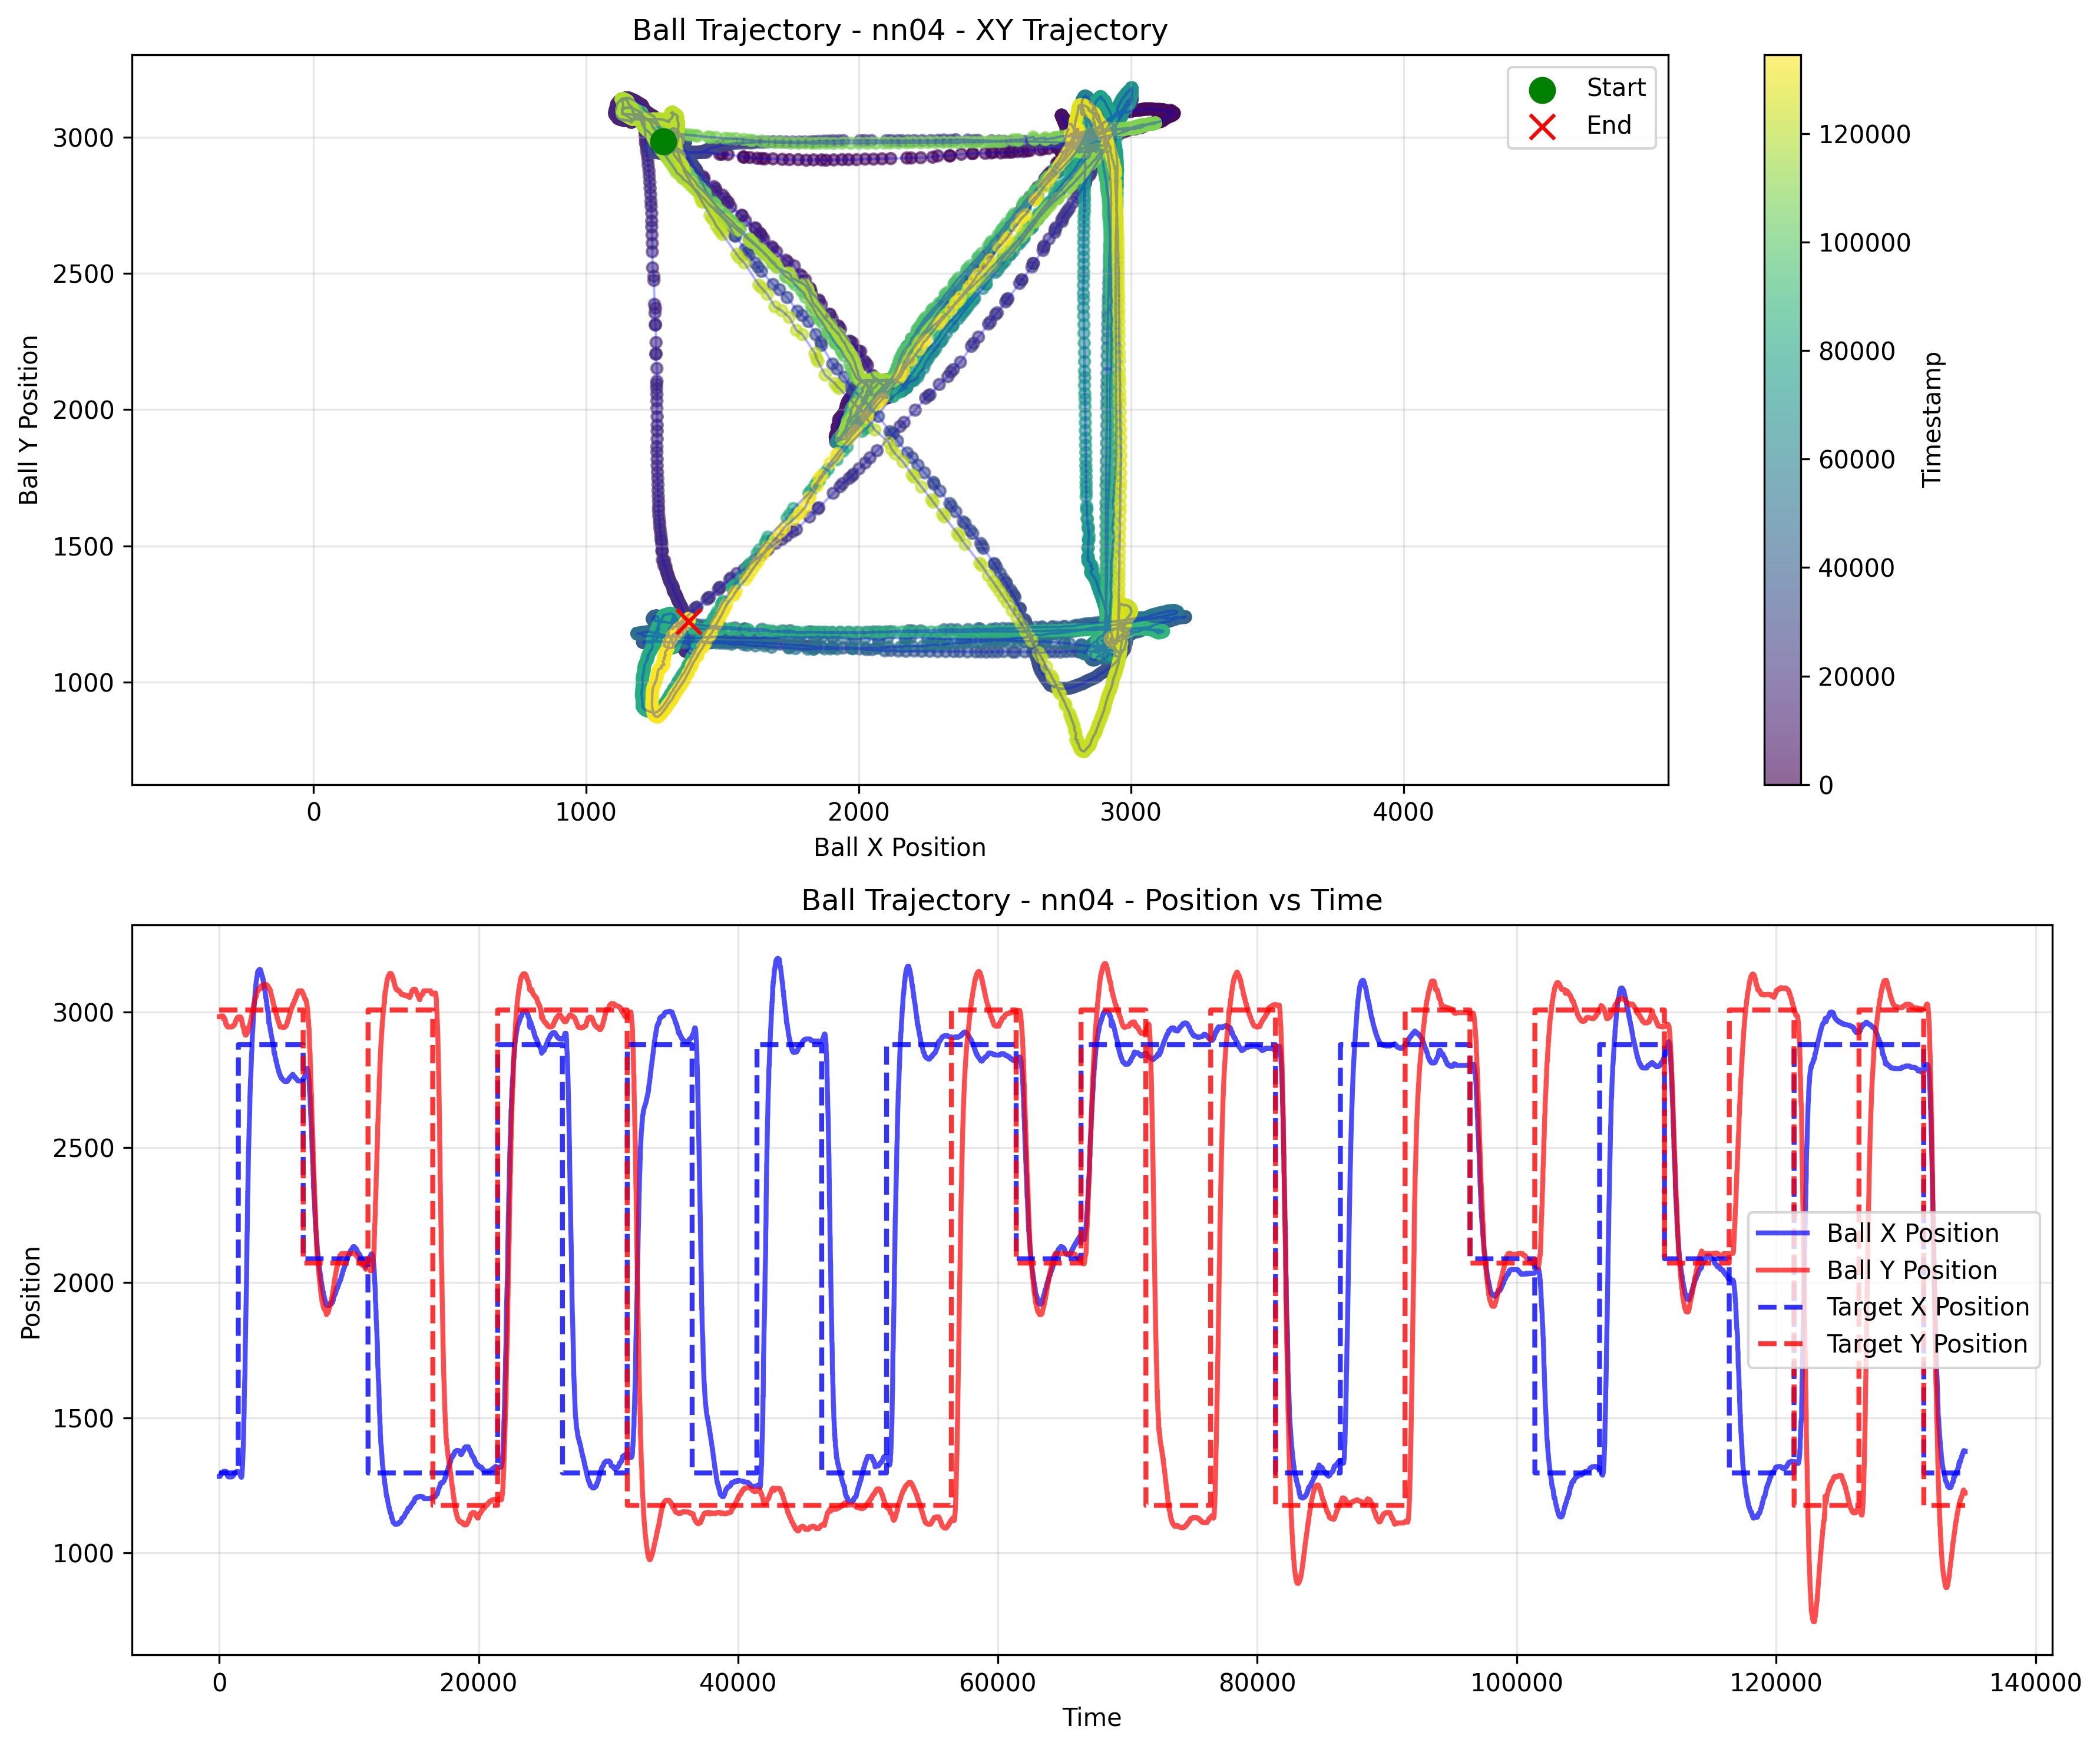 Ball Trajectory - nn04 - XY Trajectory
Start
End
3000
2500
2000
1500
1000
Ball Y Position
0
1000
2000
3000
4000
Ball X Position
120000
100000
80000
60000
40000
20000
0
Timestamp
Ball Trajectory - nn04 - Position vs Time
3000
2500
2000
1500
1000
Position
Ball X Position
Ball Y Position
Target X Position
Target Y Position
0
20000
40000
60000
80000
100000
120000
140000
Time